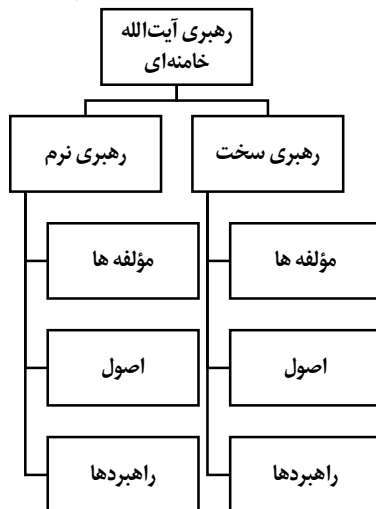 رهبری آیت‌الله
خامنه‌ای
رهبری سخت
رهبری نرم
مؤلفه ها
مؤلفه ها
اصول
اصول
راهبردها
راهبردها